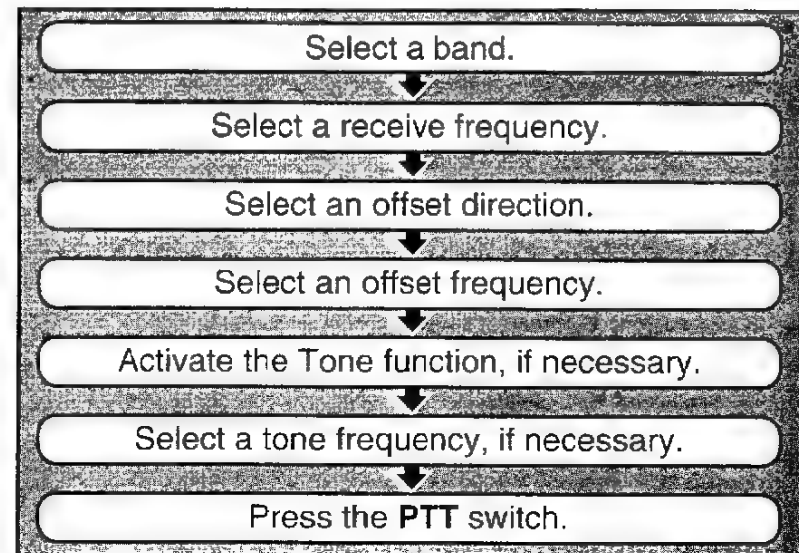 Select a band.
Select a receive frequency.
Select an offset direction.
Select an offset frequency.
Activate the Tone function, if necessary.
Select a tone frequency, if necessary.
Press the PTT switch.